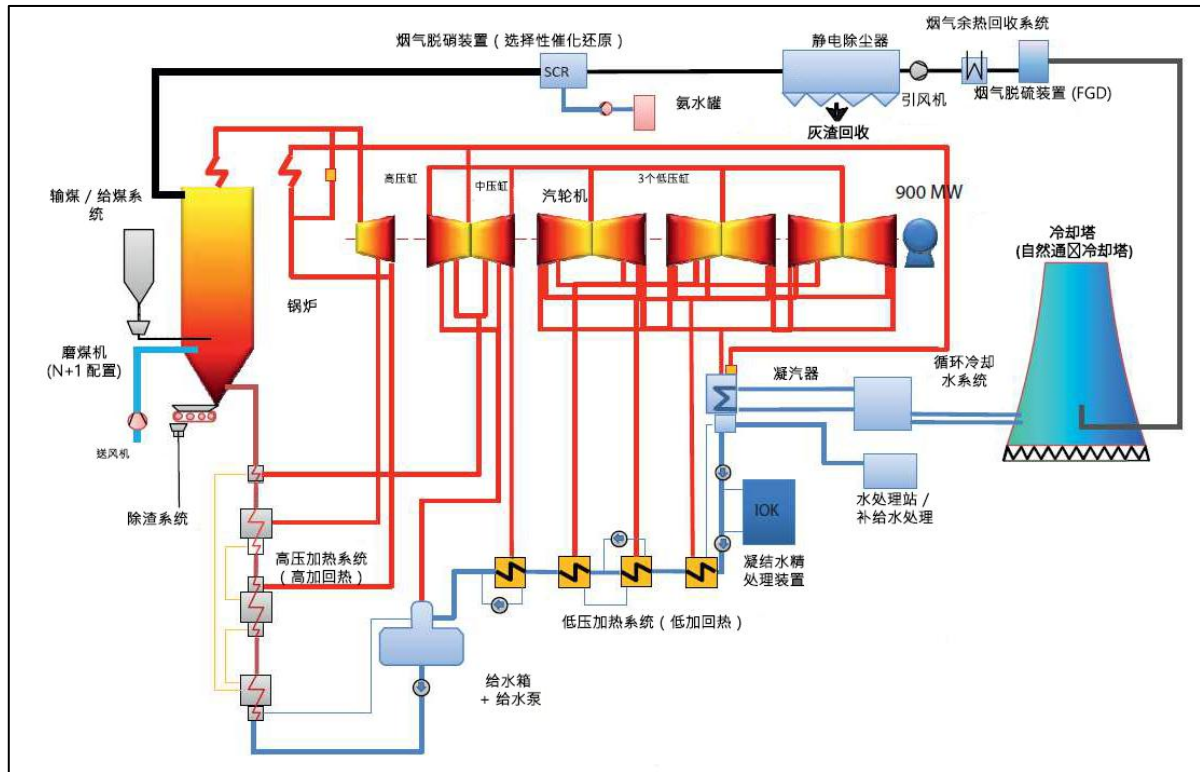 烟气脱硝装置（选择性催化还原）
SCR
氨水罐
静电除尘器
灰渣回收
引风机
烟气余热回收系统
烟气脱硫装置 (FGD)
输煤 / 给煤系
统
高压缸
中压缸
汽轮机
3个低压缸
900 MW
冷却塔
(自然通冷却塔)
锅炉
磨煤机
(N+1 配置)
送风机
除渣系统
凝汽器
循环冷却
水系统
水处理站 /
补给水处理
IOK
凝结水精
处理装置
高压加热系统
（高加回热）
低压加热系统（低加回热）
给水箱
+ 给水泵